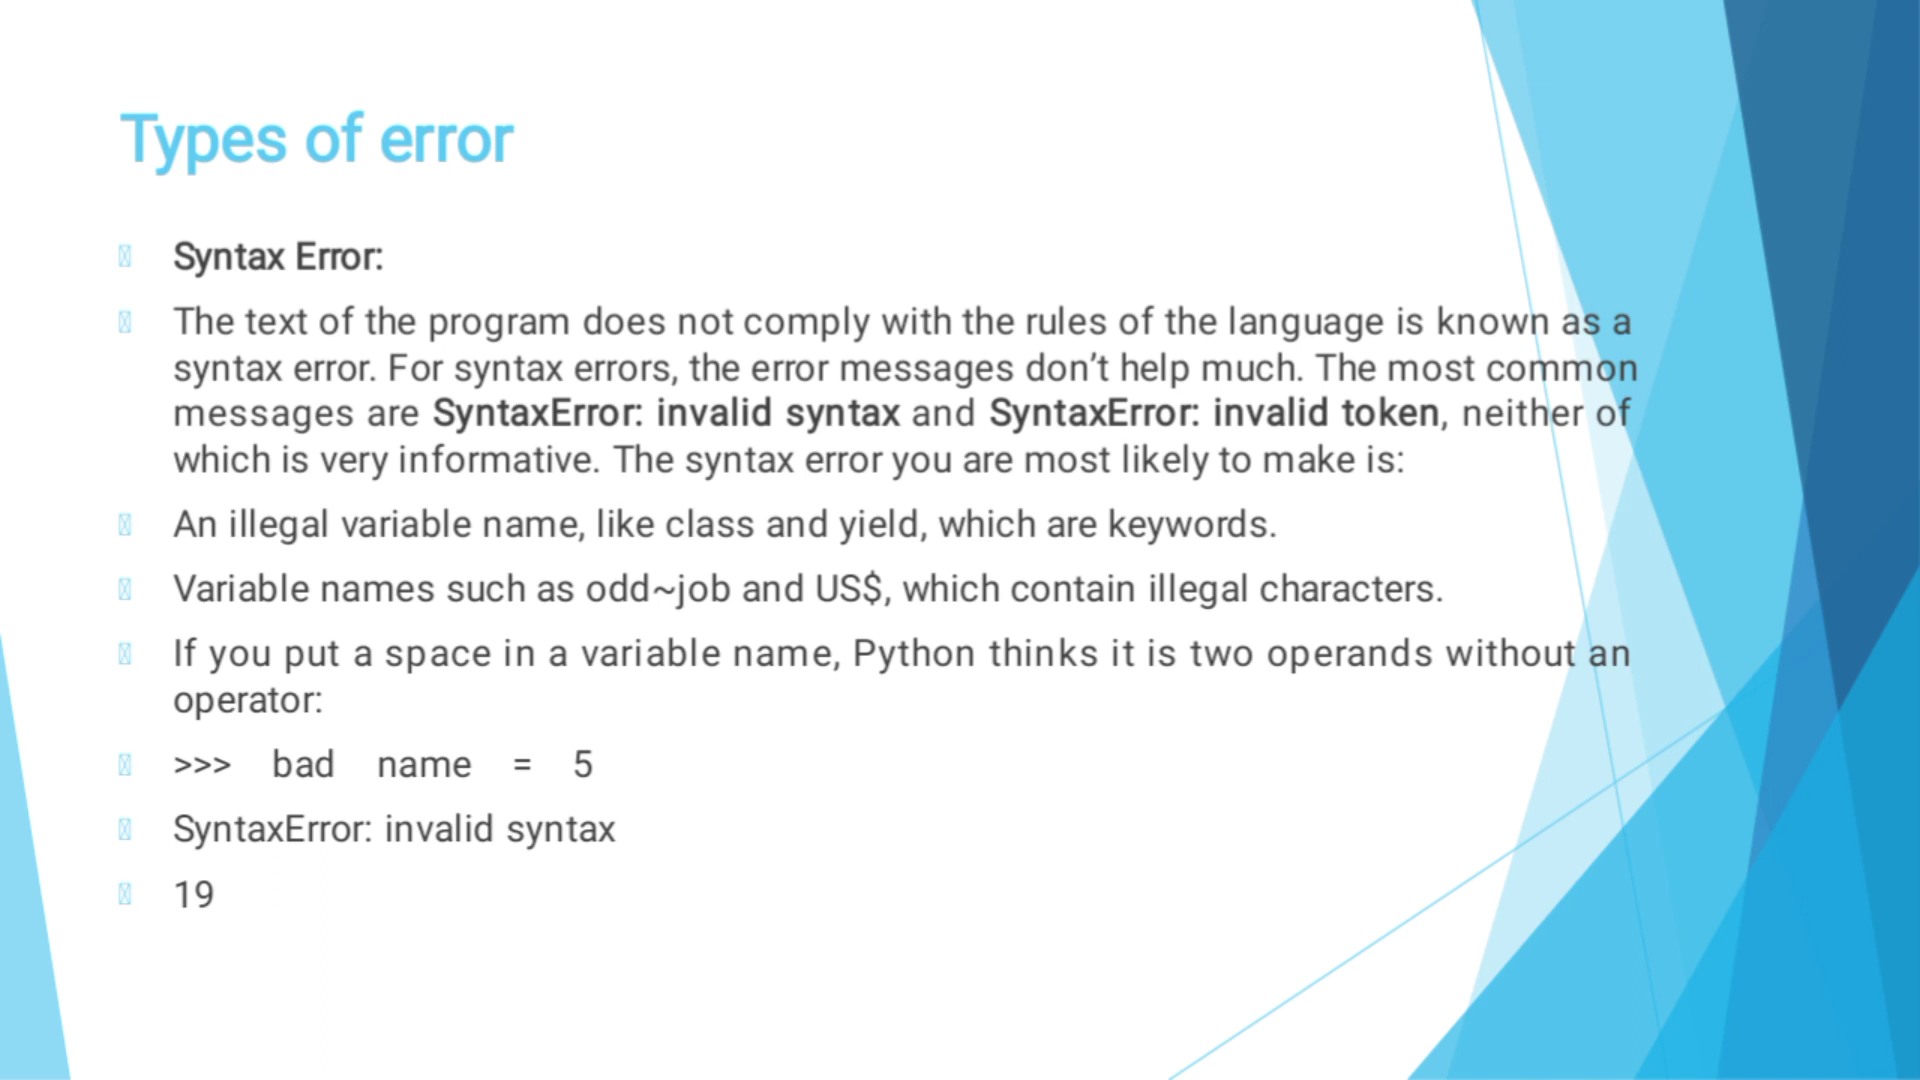 Types of error
Syntax Error:
The text of the program does not comply with the rules of the language is known as a
syntax error. For syntax errors, the error messages don’t help much. The most common
messages are SyntaxError: invalid syntax and SyntaxError: invalid token, neither of
which is very informative. The syntax error you are most likely to make is:
An illegal variable name, like class and yield, which are keywords.
Variable names such as odd~job and US$, which contain illegal characters.
If you put a space in a variable name, Python thinks it is two operands without an
operator:
>>> bad name = 5
SyntaxError: invalid syntax
19